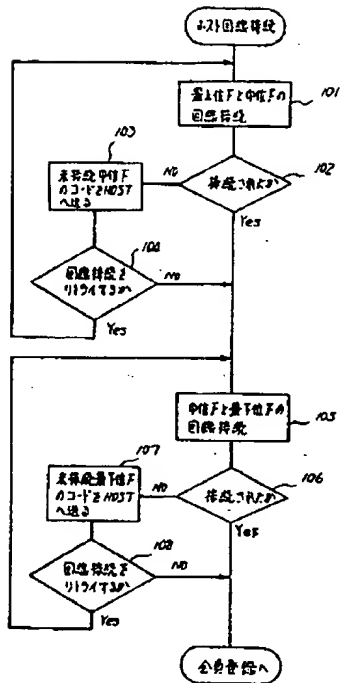 ホスト回線接続
最上位Fと中位Fの
回線接続
101
接続されたか
102
NO
Yes
103
未接続中位F
のコードをHOST
へ送る
104
回線接続を
リトライするか
NO
Yes
中位Fと最下位Fの
回線接続
105
接続されたか
106
NO
Yes
107
未接続最下位F
のコードをHOST
へ送る
108
回線接続を
リトライするか
NO
Yes
会員登録へ